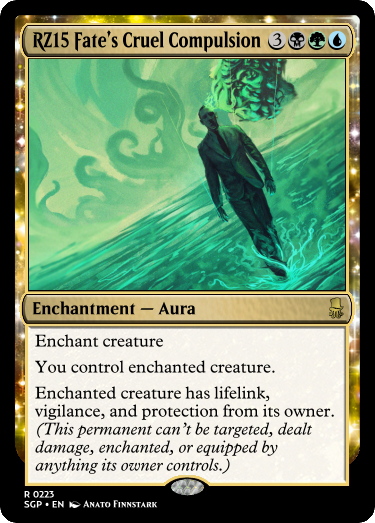 RZ15 Fate's Cruel Compulsion 3
Enchantment — Aura
Enchant creature
You control enchanted creature.
Enchanted creature has lifelink,
vigilance, and protection from its owner.
(This permanent can't be targeted, dealt
damage, enchanted, or equipped by
anything its owner controls.)
R 0223
SGP • EN Anato Finnstark